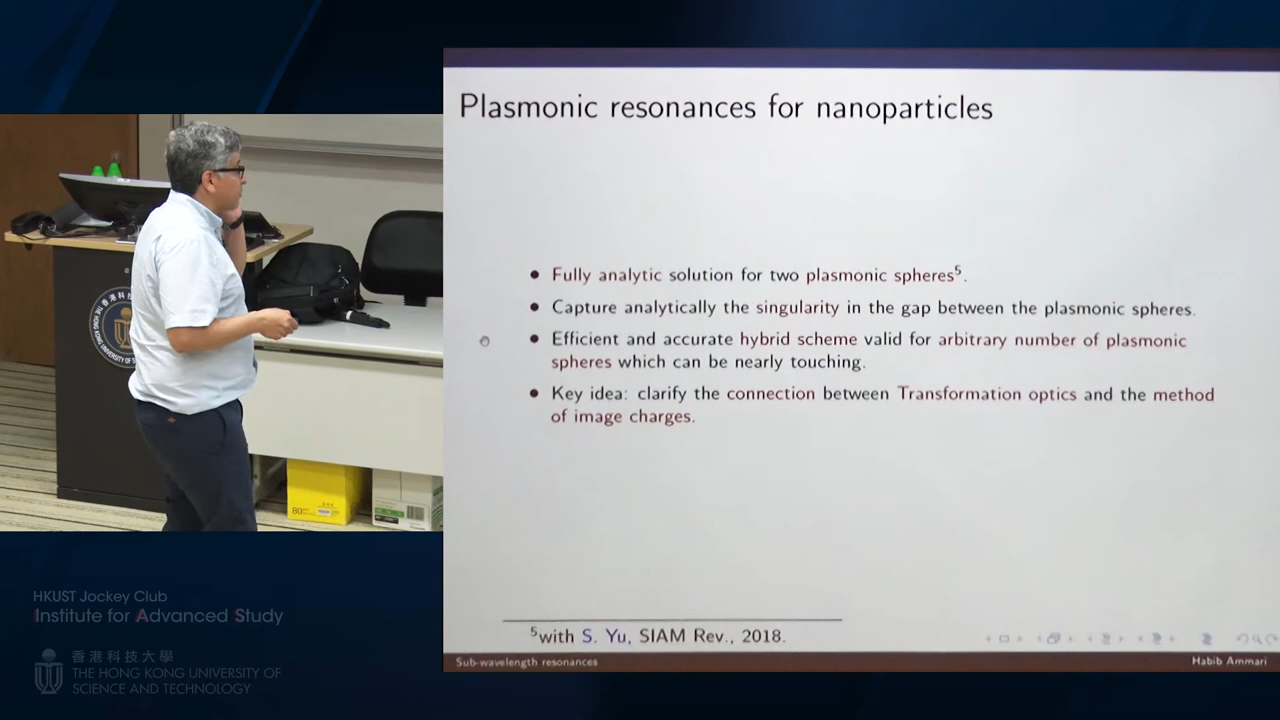 Plasmonic resonances for nanoparticles
• Fully analytic solution for two plasmonic spheres⁵.
• Capture analytically the singularity in the gap between the plasmonic spheres.
• Efficient and accurate hybrid scheme valid for arbitrary number of plasmonic
spheres which can be nearly touching.
• Key idea: clarify the connection between Transformation optics and the method
of image charges.
⁵with S. Yu, SIAM Rev., 2018.
Sub-wavelength resonances
Habib Ammari
80
HKUST Jockey Club
Institute for Advanced Study
香港科技大學
THE HONG KONG UNIVERSITY OF
SCIENCE AND TECHNOLOGY